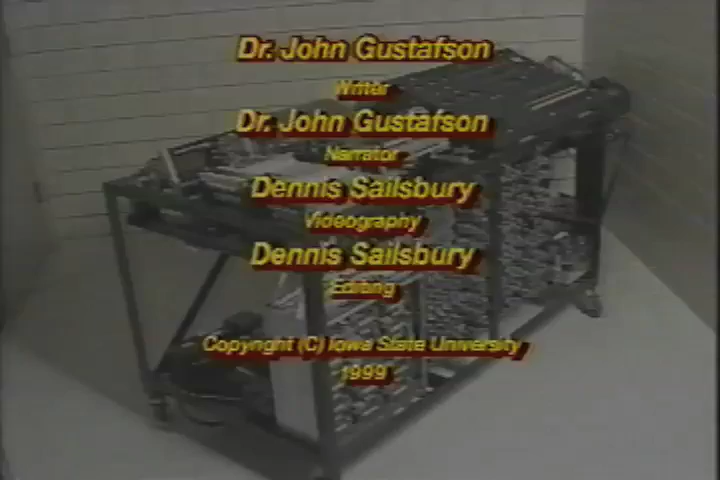 Dr. John Gustafson
Writer
Dr. John Gustafson
Narrator
Dennis Sailsbury
Videography
Dennis Sailsbury
Editing
Copyright (C) Iowa State University
1999